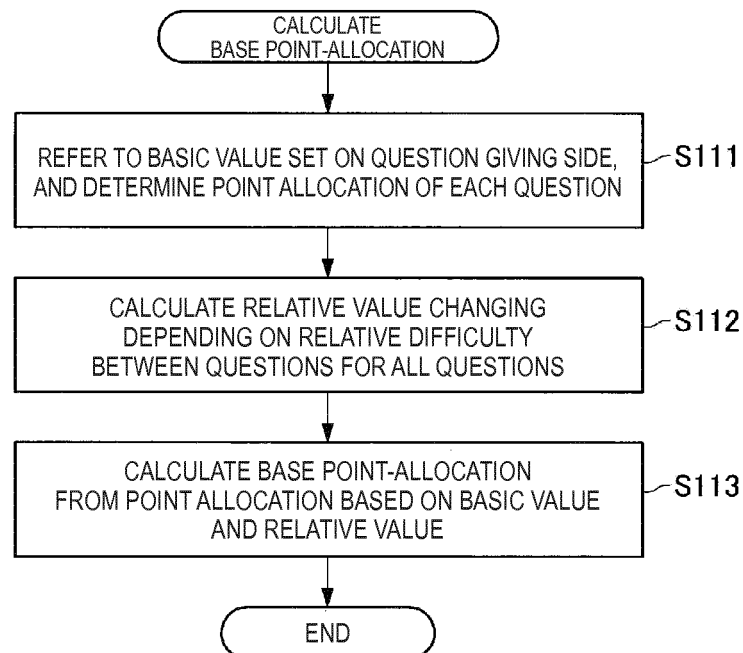 CALCULATE
BASE POINT-ALLOCATION
REFER TO BASIC VALUE SET ON QUESTION GIVING SIDE,
AND DETERMINE POINT ALLOCATION OF EACH QUESTION
S111
CALCULATE RELATIVE VALUE CHANGING
DEPENDING ON RELATIVE DIFFICULTY
BETWEEN QUESTIONS FOR ALL QUESTIONS
S112
CALCULATE BASE POINT-ALLOCATION
FROM POINT ALLOCATION BASED ON BASIC VALUE
AND RELATIVE VALUE
S113
END